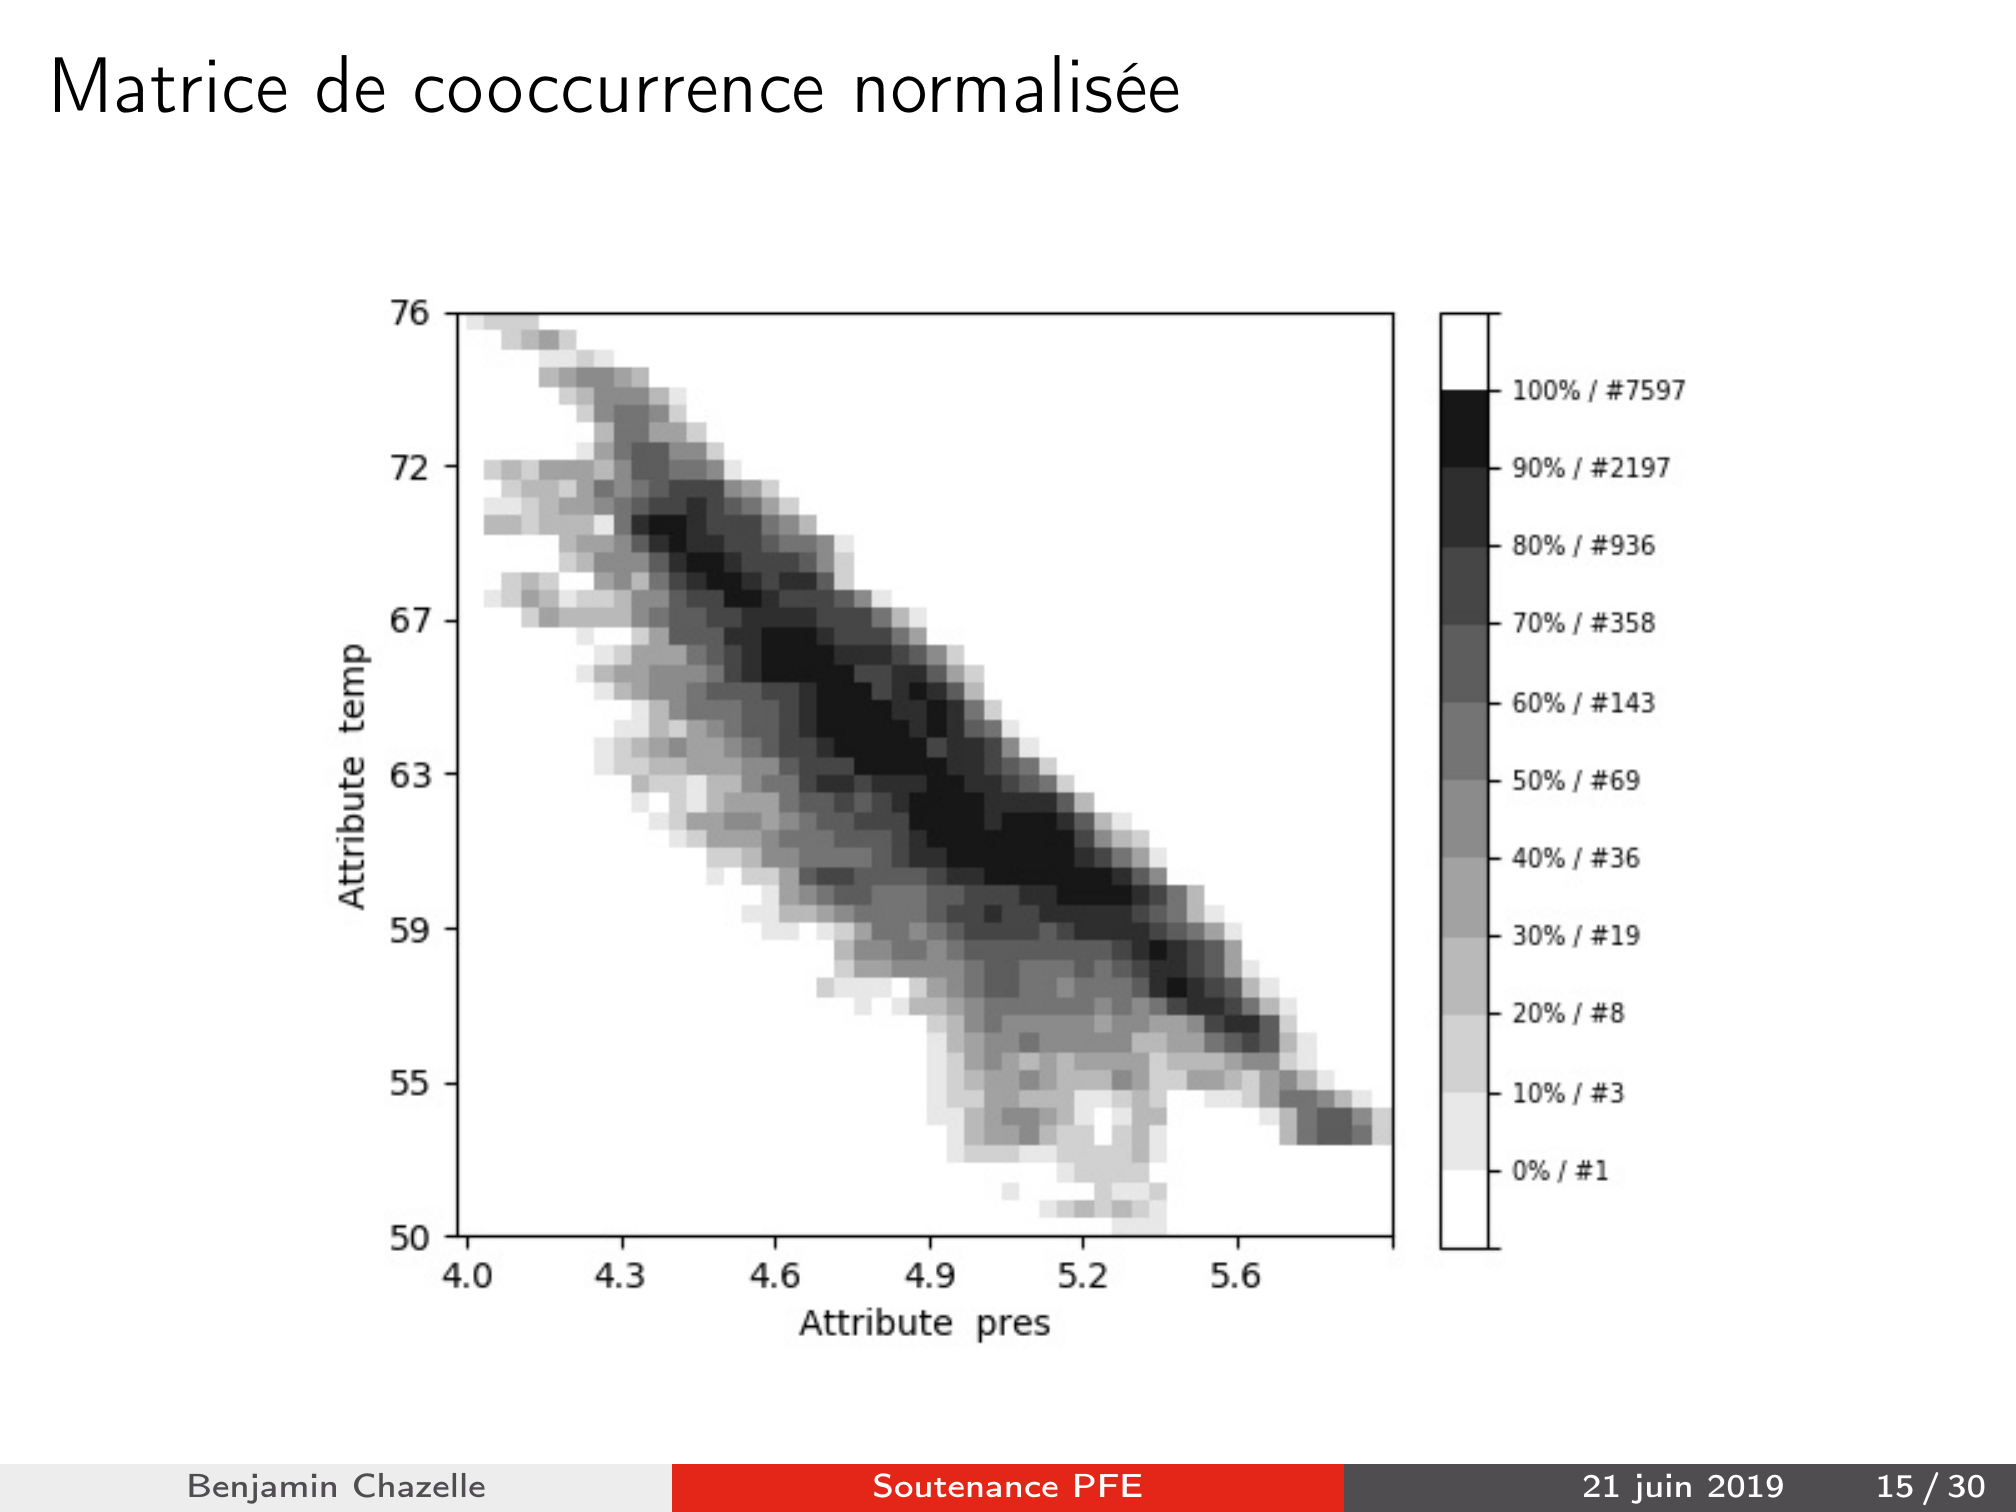 Matrice de cooccurrence normalisée
76
72
67
63
59
55
50
Attribute temp
4.0 4.3 4.6 4.9 5.2 5.6
Attribute pres
100% / #7597
90% / #2197
80% / #936
70% / #358
60% / #143
50% / #69
40% / #36
30% / #19
20% / #8
10% / #3
0% / #1
Benjamin Chazelle Soutenance PFE 21 juin 2019 15 / 30